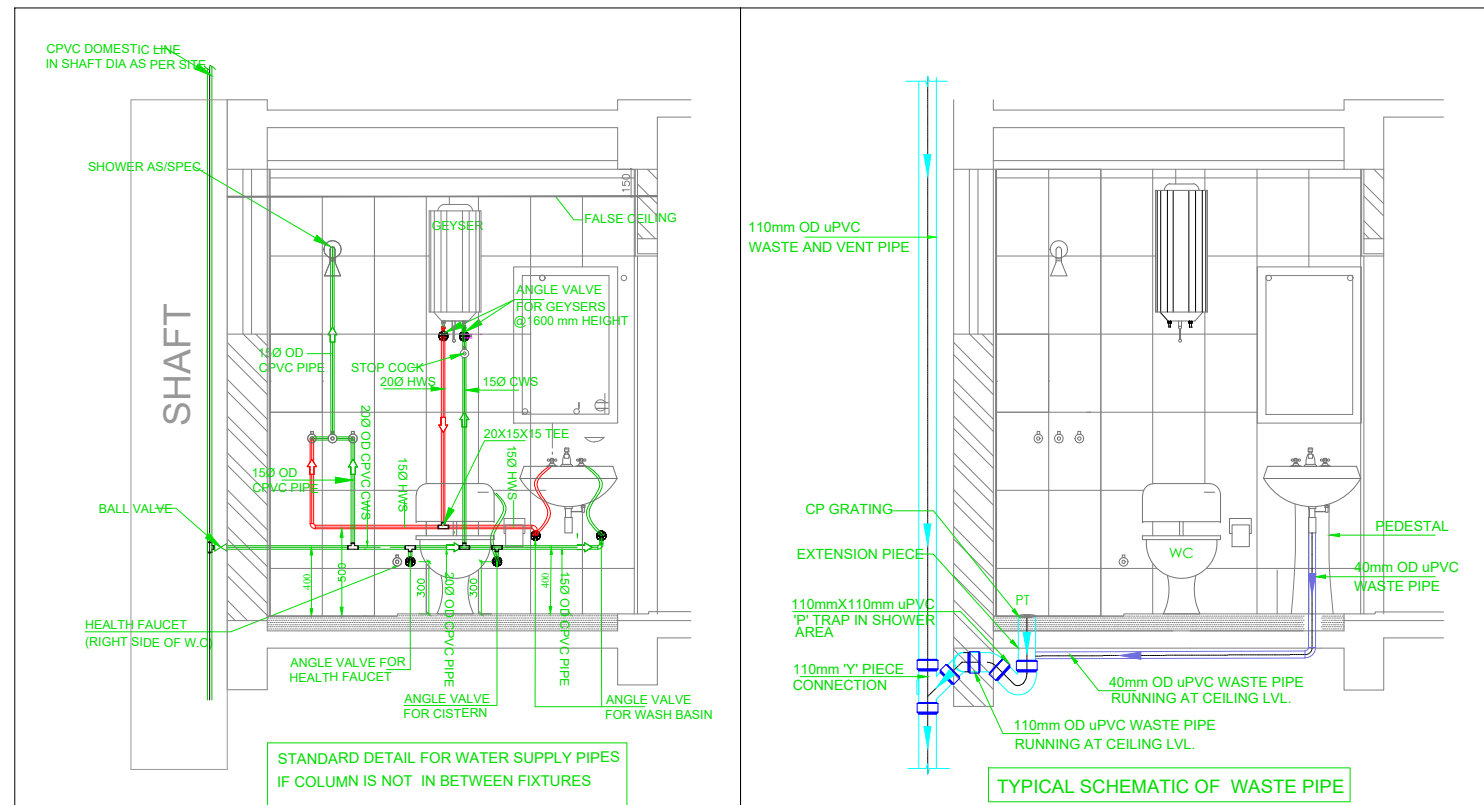 CPVC DOMESTIC LINE
IN SHAFT DIA AS PER SITE
SHOWER AS/SPEC
SHAFT
150
FALSE CEILING
GEYSER
ANGLE VALVE
FOR GEYSERS
@1600 mm HEIGHT
15Ø OD
CPVC PIPE
STOP COCK
20Ø HWS
15Ø CWS
20Ø OD CPVC CWS
20X15X15 TEE
15Ø OD
CPVC PIPE
15Ø HWS
15Ø HWS
BALL VALVE
400
500
300
300
400
20Ø OD CPVC PIPE
15Ø OD CPVC PIPE
HEALTH FAUCET
(RIGHT SIDE OF W.C)
ANGLE VALVE FOR
HEALTH FAUCET
ANGLE VALVE
FOR CISTERN
ANGLE VALVE
FOR WASH BASIN
STANDARD DETAIL FOR WATER SUPPLY PIPES
IF COLUMN IS NOT IN BETWEEN FIXTURES
110mm OD uPVC
WASTE AND VENT PIPE
CP GRATING
EXTENSION PIECE
WC
PEDESTAL
40mm OD uPVC
WASTE PIPE
PT
110mmX110mm uPVC
'P' TRAP IN SHOWER
AREA
110mm 'Y' PIECE
CONNECTION
40mm OD uPVC WASTE PIPE
RUNNING AT CEILING LVL.
110mm OD uPVC WASTE PIPE
RUNNING AT CEILING LVL.
TYPICAL SCHEMATIC OF WASTE PIPE